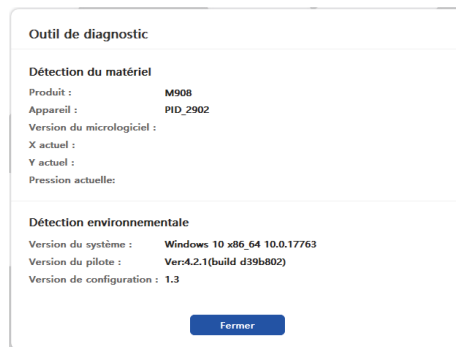 Outil de diagnostic
Détection du matériel
Produit : M908
Appareil : PID_2902
Version du micrologiciel :
X actuel :
Y actuel :
Pression actuelle:
Détection environnementale
Version du système : Windows 10 x86_64 10.0.17763
Version du pilote : Ver:4.2.1(build d39b802)
Version de configuration : 1.3
Fermer